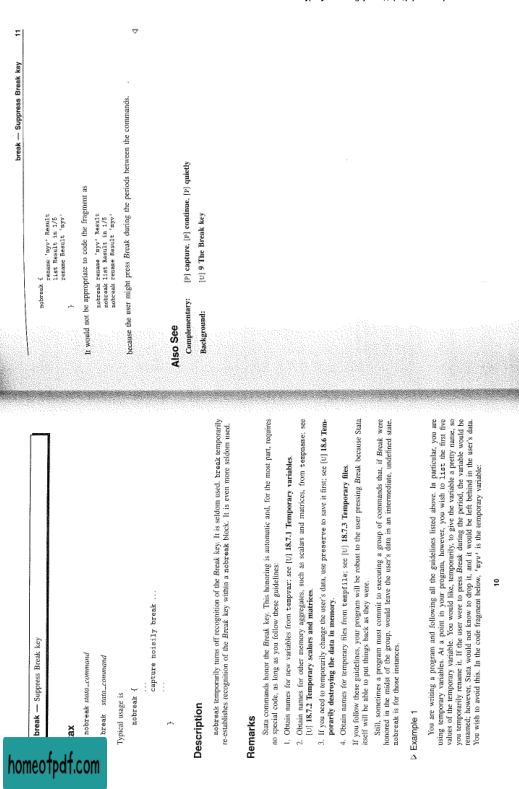 break — Suppress Break key
ax
nobreak stata_command
break stata_command
Typical usage is
nobreak {
...
capture noisily break ...
...
}
Description
nobreak temporarily turns off recognition of the Break key. It is seldom used. break temporarily
re-establishes recognition of the Break key within a nobreak block. It is even more seldom used.
Remarks
Stata commands honor the Break key. This honoring is automatic and, for the most part, requires
no special code, as long as you follow these guidelines:
1. Obtain names for new variables from tempvar; see [U] 18.7.1 Temporary variables.
2. Obtain names for other memory aggregates, such as scalars and matrices, from tempname; see
[U] 18.7.2 Temporary scalars and matrices.
3. If you need to temporarily change the user's data, use preserve to save it first; see [U] 18.6 Tem-
porarily destroying the data in memory.
4. Obtain names for temporary files from tempfile; see [U] 18.7.3 Temporary files.
If you follow these guidelines, your program will be robust to the user pressing Break because Stata
itself will be able to put things back as they were.
Still, sometimes a program must commit to executing a group of commands that, if Break were
honored in the midst of the group, would leave the user's data in an intermediate, undefined state.
nobreak is for those instances.
▷ Example 1
You are writing a program and following all the guidelines listed above. In particular, you are
using temporary variables. At a point in your program, however, you wish to list the first five
values of the temporary variable. You would like, temporarily, to give the variable a pretty name, so
you temporarily rename it. If the user were to press Break during the period, the variable would be
renamed; however, Stata would not know to drop it, and it would be left behind in the user's data.
You wish to avoid this. In the code fragment below, `myv' is the temporary variable:
10
break — Suppress Break key 11
nobreak {
rename `myv' Result
list Result in 1/5
rename Result `myv'
}
It would not be appropriate to code the fragment as
nobreak rename `myv' Result
nobreak list Result in 1/5
nobreak rename Result `myv'
because the user might press Break during the periods between the commands.
◁
Also See
Complementary: [P] capture, [P] continue, [P] quietly
Background: [U] 9 The Break key
homeofpdf.com